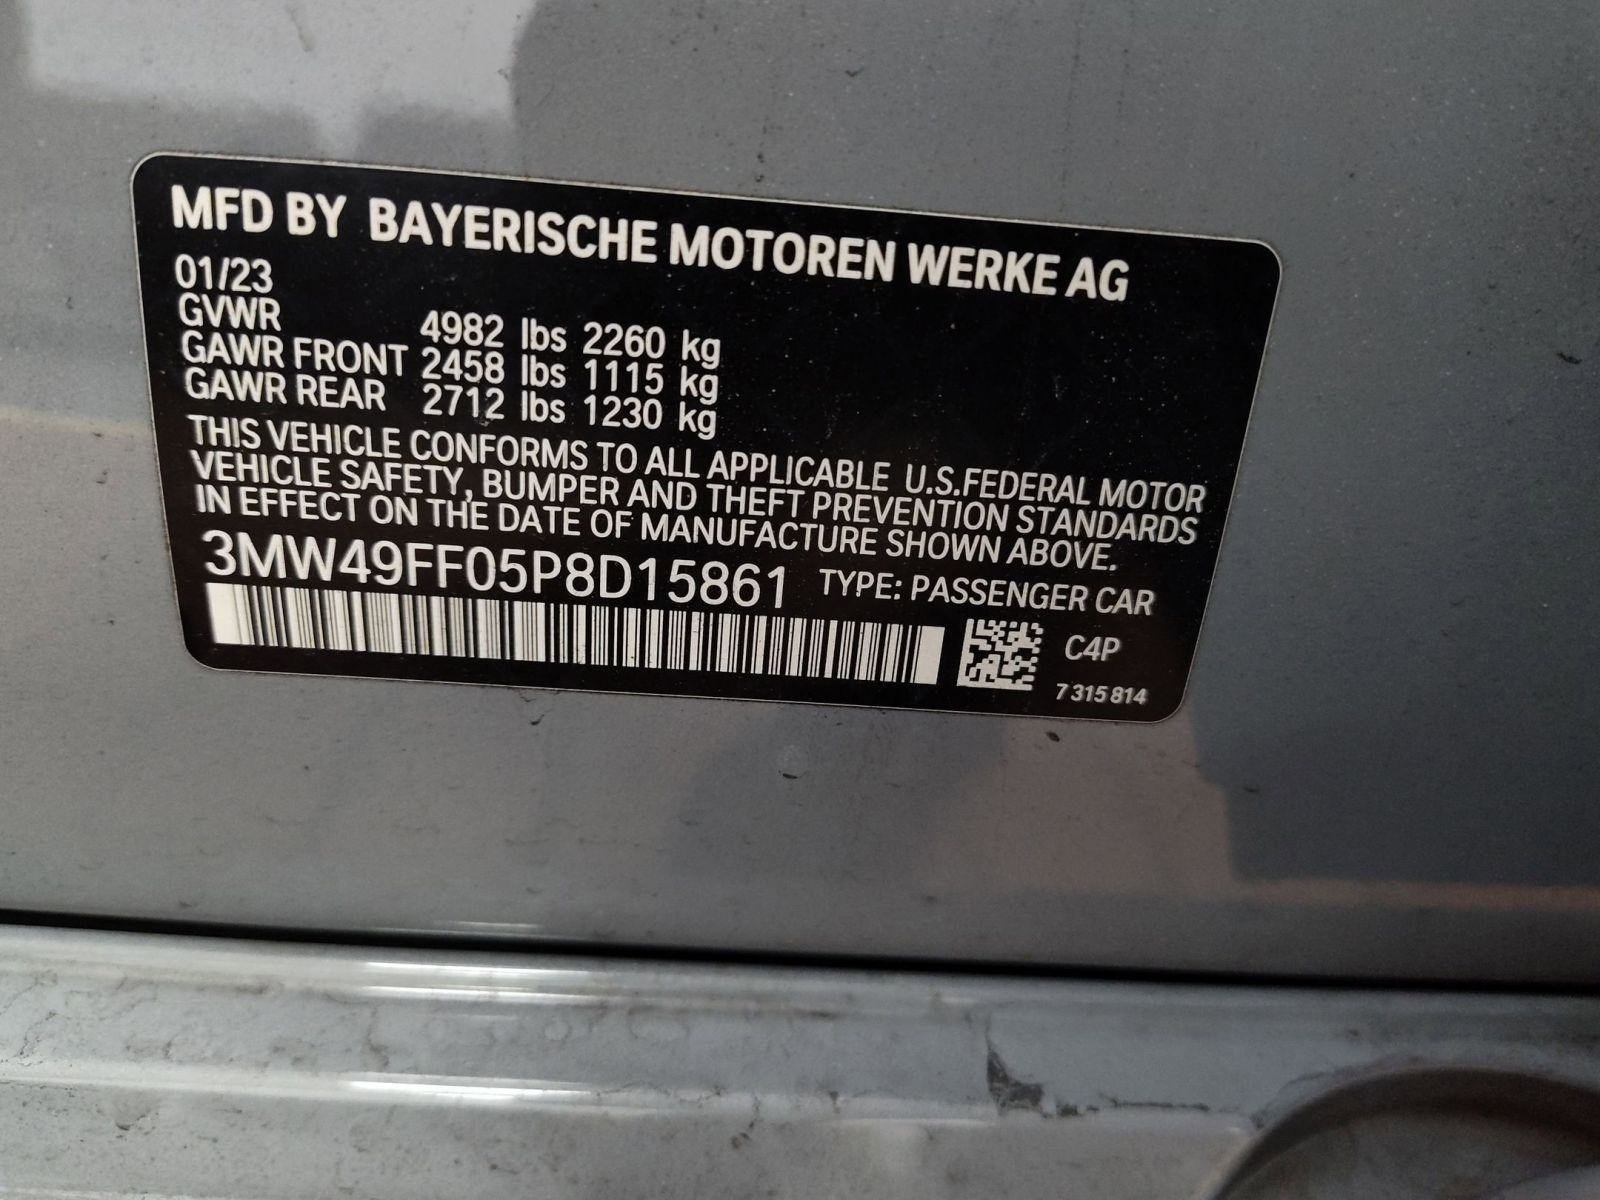 MFD BY BAYERISCHE MOTOREN WERKE AG
01/23
GVWR 4982 lbs 2260 kg
GAWR FRONT 2458 lbs 1115 kg
GAWR REAR 2712 lbs 1230 kg
THIS VEHICLE CONFORMS TO ALL APPLICABLE U.S.FEDERAL MOTOR
VEHICLE SAFETY, BUMPER AND THEFT PREVENTION STANDARDS
IN EFFECT ON THE DATE OF MANUFACTURE SHOWN ABOVE.
3MW49FF05P8D15861 TYPE: PASSENGER CAR
C4P
7 315 814